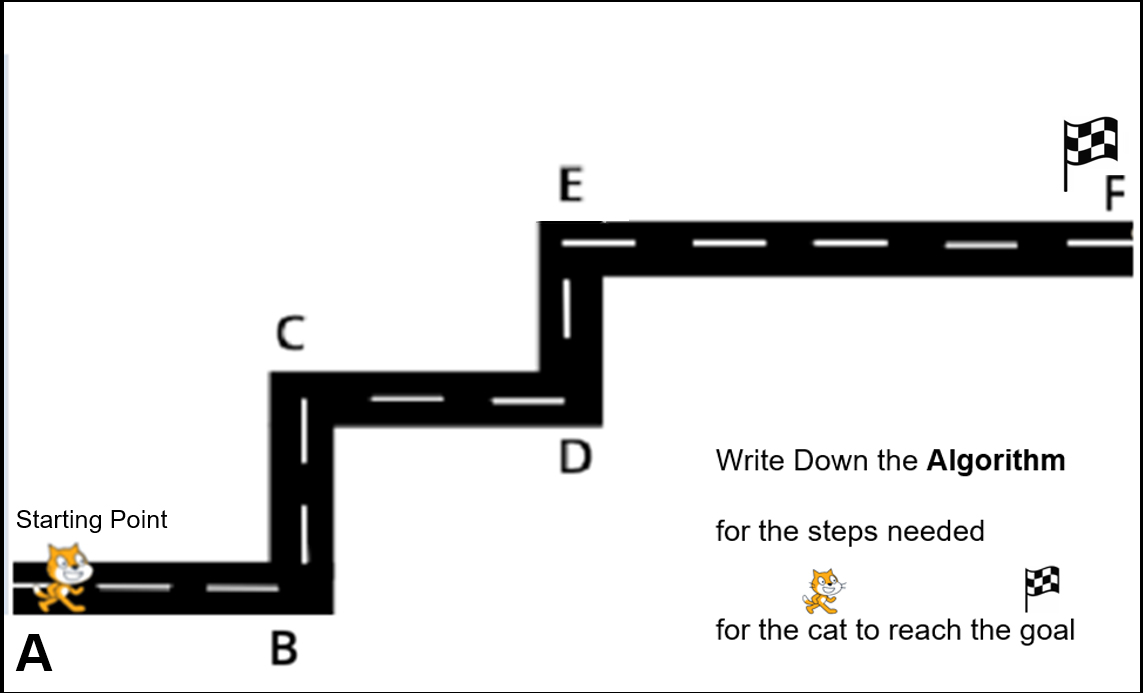 E
F
C
D
Starting Point
A
B
Write Down the Algorithm
for the steps needed
for the cat to reach the goal